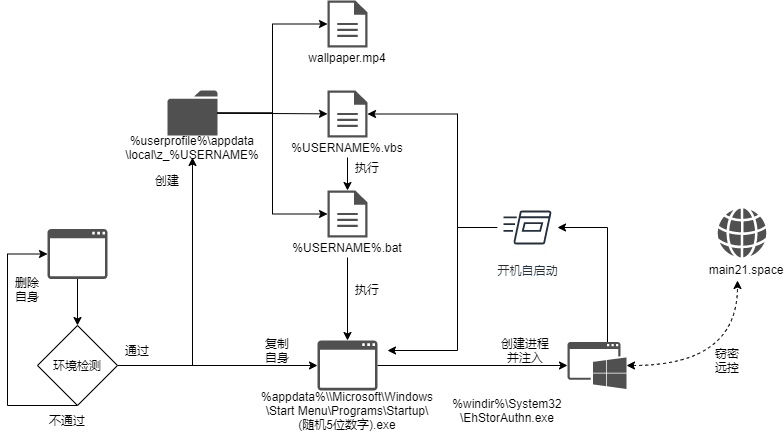 wallpaper.mp4
%userprofile%\appdata
\local\z_%USERNAME%
%USERNAME%.vbs
创建
执行
%USERNAME%.bat
开机自启动
main21.space
删除
自身
执行
环境检测
通过
不通过
复制
自身
创建进程
并注入
窃密
远控
%appdata%\\Microsoft\Windows
\Start Menu\Programs\Startup\
(随机5位数字).exe
%windir%\System32
\EhStorAuthn.exe